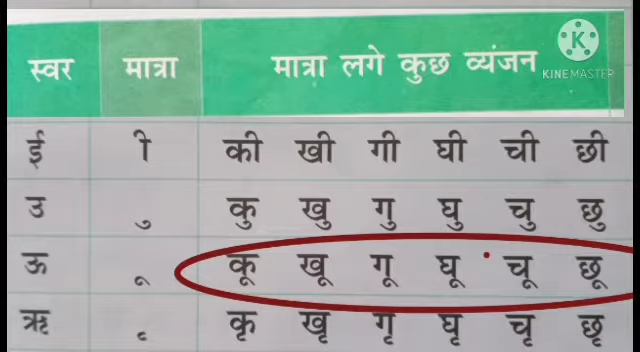 स्वर मात्रा मात्रा लगे कुछ व्यंजन
K
KINEMASTER
ई ी की खी गी घी ची छी
उ ु कु खु गु घु चु छु
ऊ ू कू खू गू घू चू छू
ऋ ृ कृ खृ गृ घृ चृ छृ